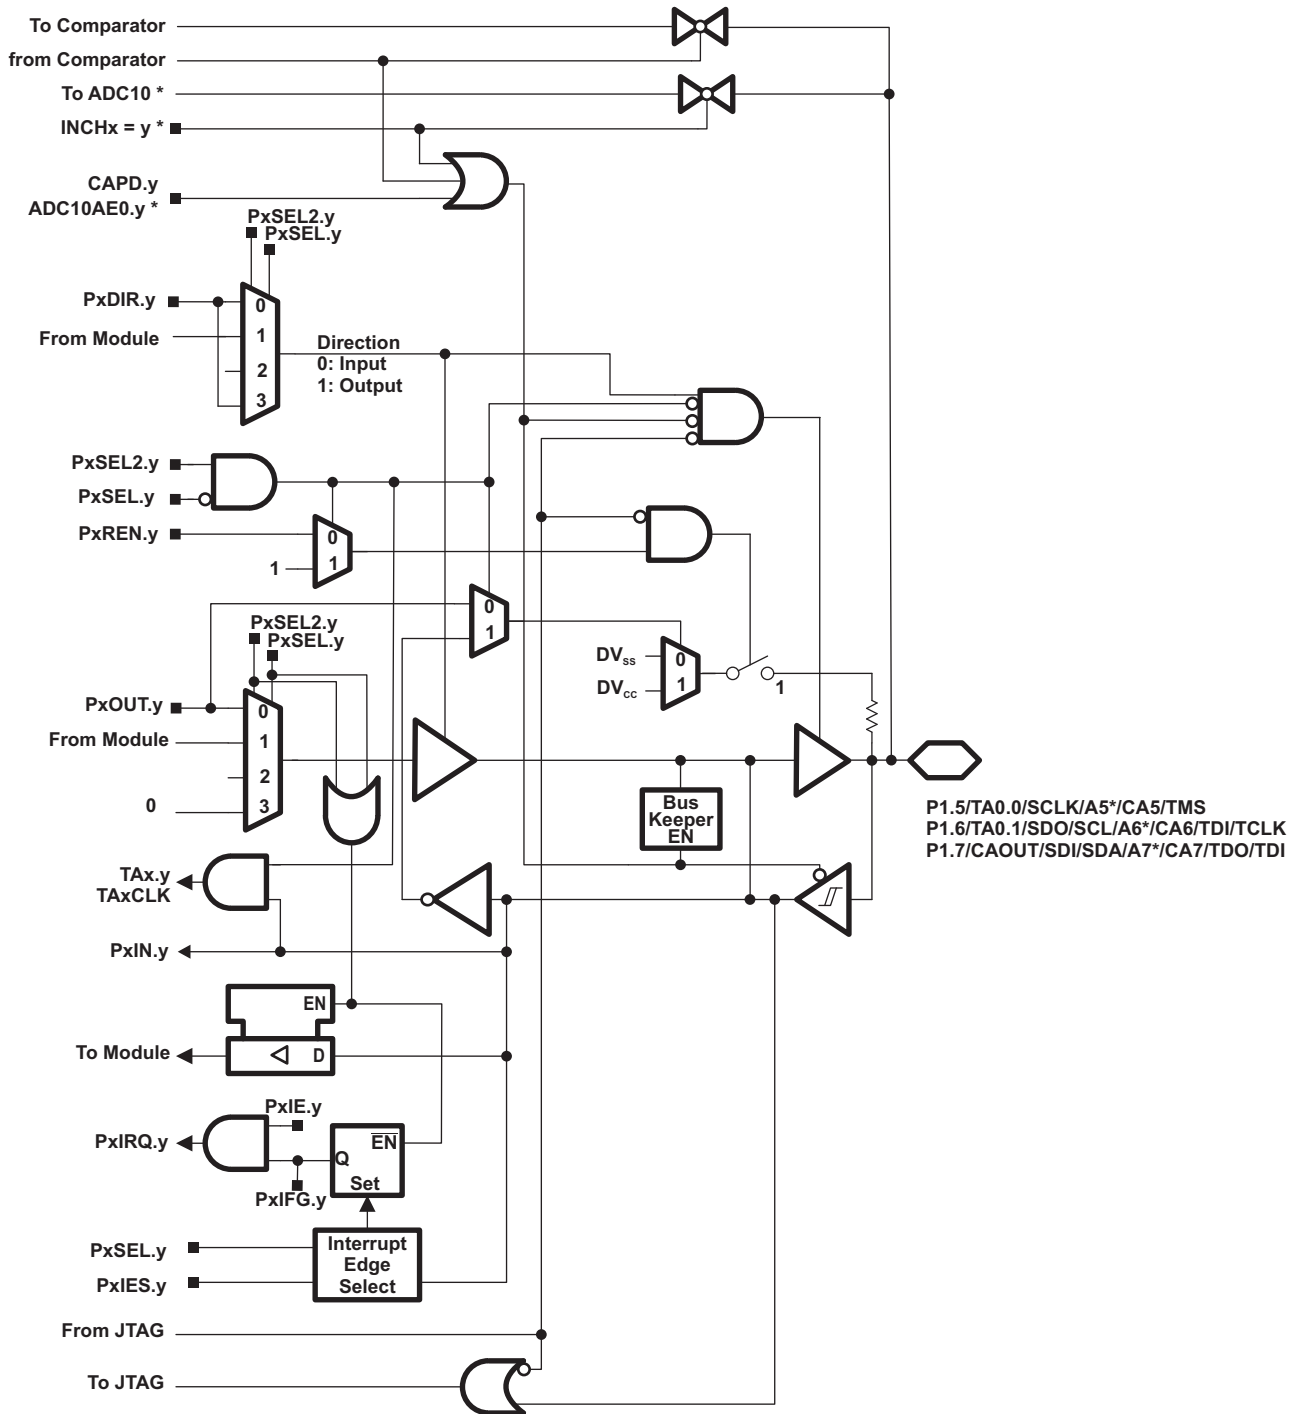 To Comparator
from Comparator
To ADC10 *
INCHx = y *
CAPD.y
ADC10AE0.y *
PxSEL2.y
PxSEL.y
PxDIR.y
0
From Module
1
2
3
Direction
0: Input
1: Output
PxSEL2.y
PxSEL.y
PxREN.y
0
1
1
0
1
PxSEL2.y
PxSEL.y
DVSS
0
DVCC
1
1
PxOUT.y
0
From Module
1
2
0
3
Bus
Keeper
EN
P1.5/TA0.0/SCLK/A5*/CA5/TMS
P1.6/TA0.1/SDO/SCL/A6*/CA6/TDI/TCLK
P1.7/CAOUT/SDI/SDA/A7*/CA7/TDO/TDI
TAx.y
TAxCLK
PxIN.y
EN
To Module
D
PxIE.y
PxIRQ.y
EN
Q
Set
PxIFG.y
PxSEL.y
PxIES.y
Interrupt
Edge
Select
From JTAG
To JTAG